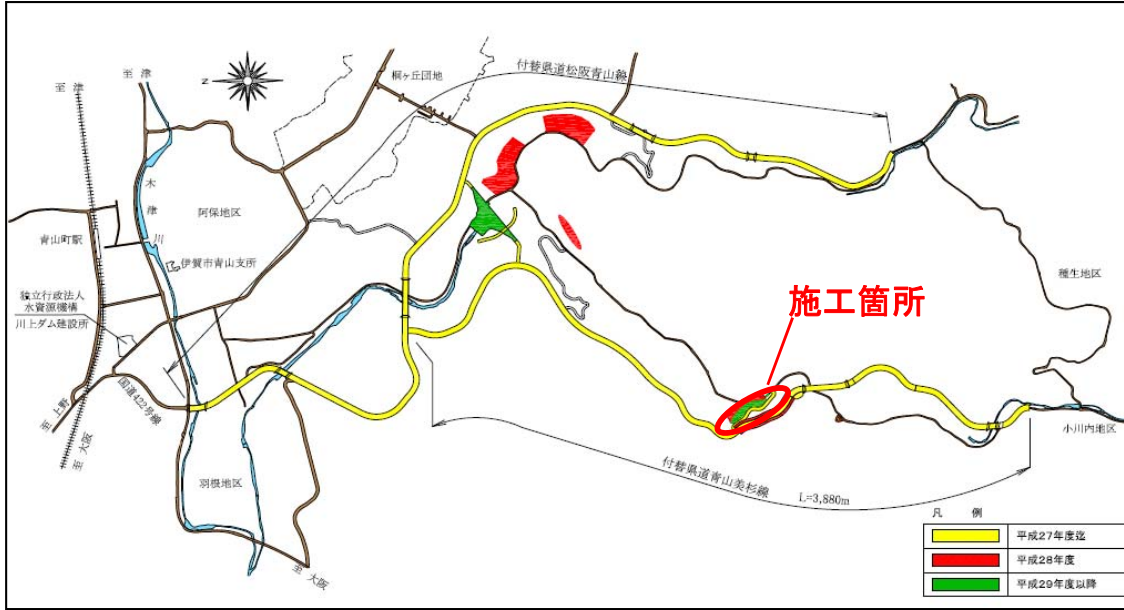 付替県道松阪青山線
桐ヶ丘団地
至 津
至 津
N
木津川
阿保地区
青山町駅
伊賀市青山支所
独立行政法人
水資源機構
川上ダム建設所
国道422号線
至 上野
至 大阪
羽根地区
至 大阪
種生地区
施工箇所
小川内地区
付替県道青山美杉線
L=3,880m
凡 例
平成27年度迄
平成28年度
平成29年度以降